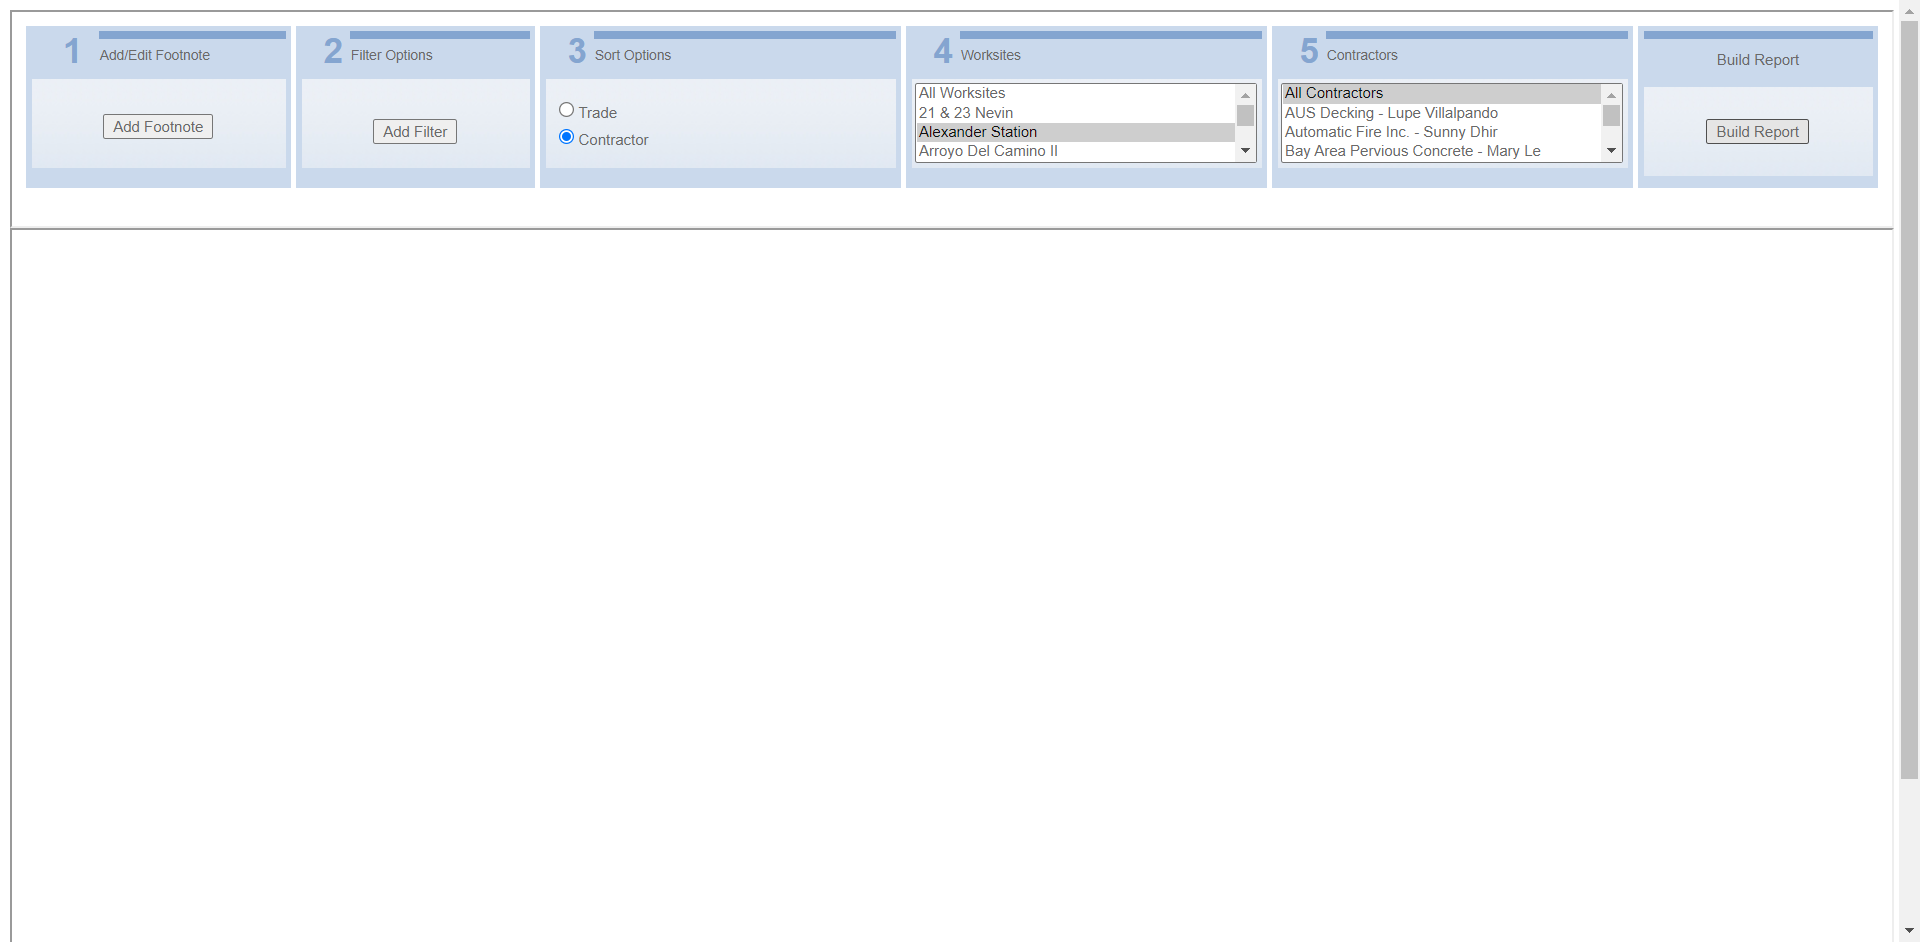 1 Add/Edit Footnote
Add Footnote
2 Filter Options
Add Filter
3 Sort Options
Trade
Contractor
4 Worksites
All Worksites
21 & 23 Nevin
Alexander Station
Arroyo Del Camino II
5 Contractors
All Contractors
AUS Decking - Lupe Villalpando
Automatic Fire Inc. - Sunny Dhir
Bay Area Pervious Concrete - Mary Le
Build Report
Build Report